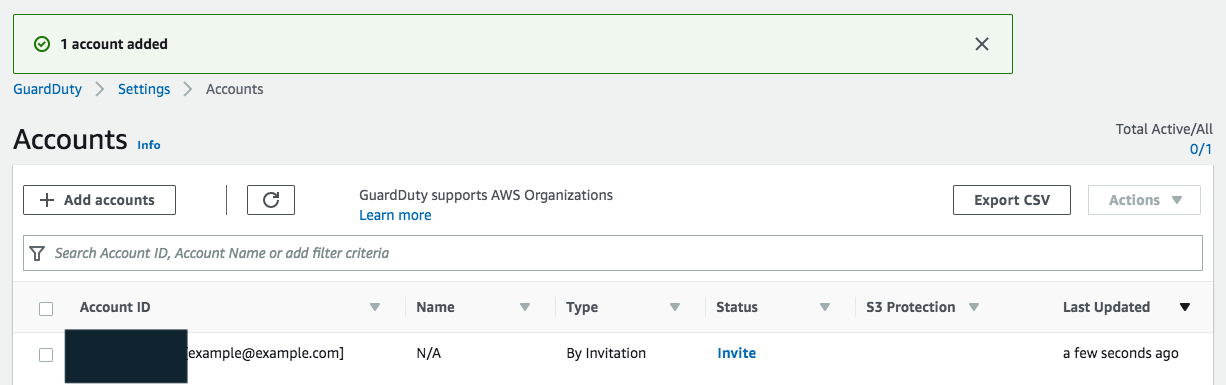 1 account added
GuardDuty Settings Accounts
Accounts Info
Total Active/All
0/1
Add accounts
GuardDuty supports AWS Organizations
Learn more
Export CSV Actions
Search Account ID, Account Name or add filter criteria
Account ID Name Type Status S3 Protection Last Updated
[example@example.com] N/A By Invitation Invite a few seconds ago